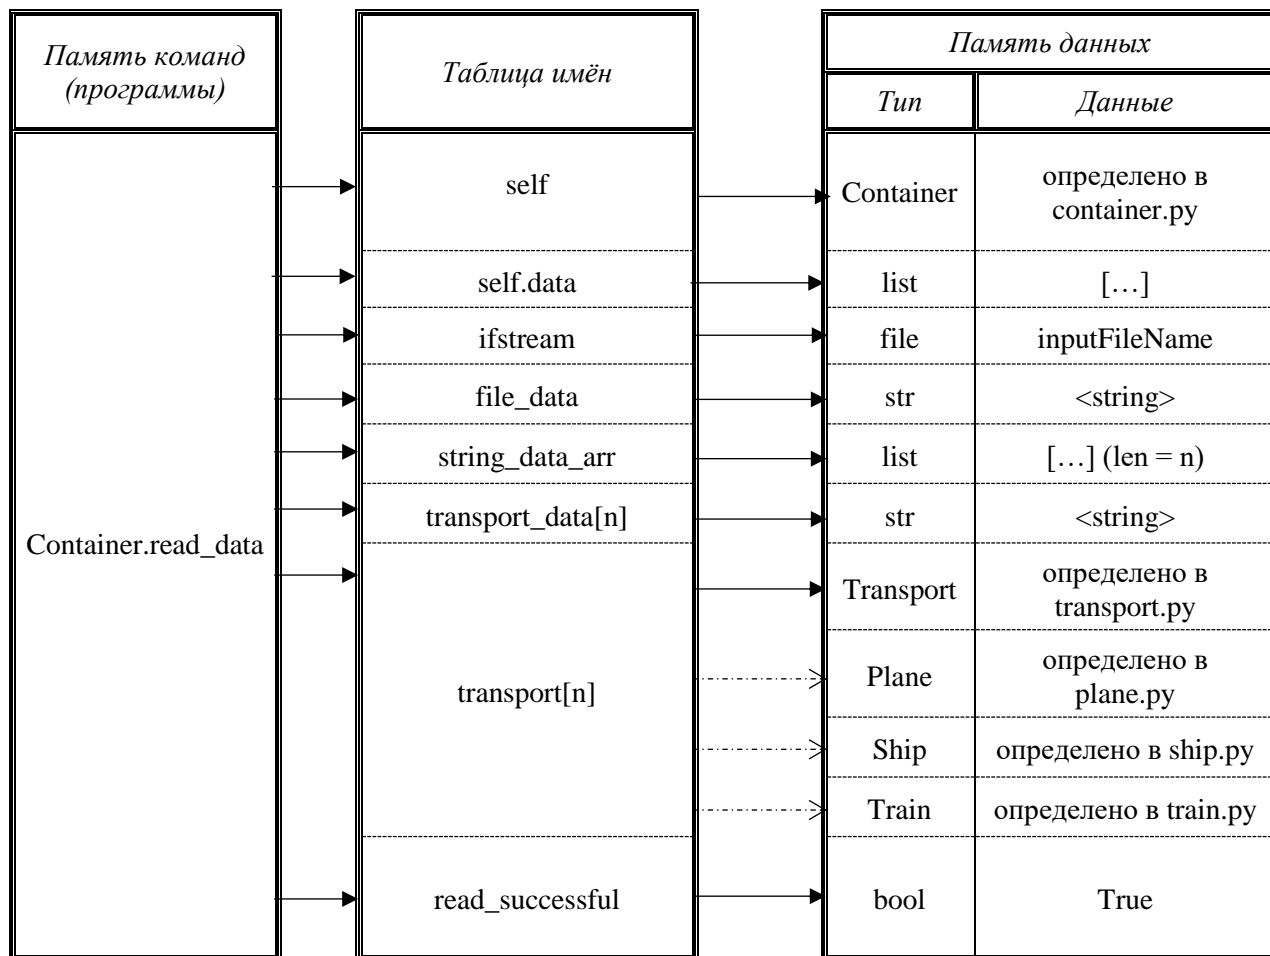 Память команд
(программы)
Таблица имён
Память данных
Тип
Данные
Container.read_data
self
Container
определено в
container.py
self.data
list
[…]
ifstream
file
inputFileName
file_data
str
<string>
string_data_arr
list
[…] (len = n)
transport_data[n]
str
<string>
transport[n]
Transport
определено в
transport.py
Plane
определено в
plane.py
Ship
определено в ship.py
Train
определено в train.py
read_successful
bool
True